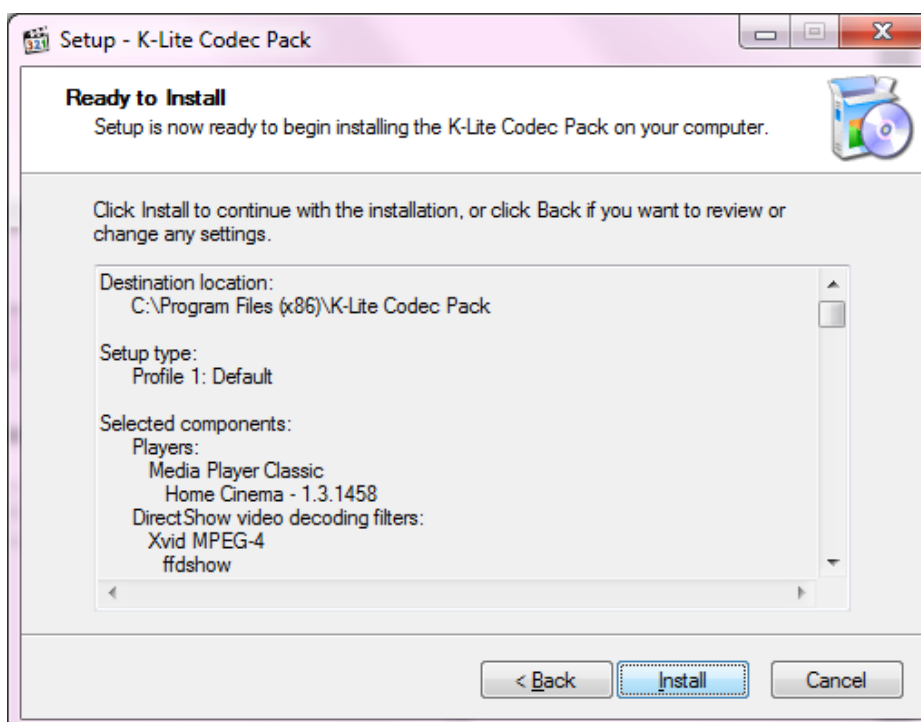 Setup - K-Lite Codec Pack
Ready to Install
Setup is now ready to begin installing the K-Lite Codec Pack on your computer.
Click Install to continue with the installation, or click Back if you want to review or
change any settings.
Destination location:
C:\Program Files (x86)\K-Lite Codec Pack
Setup type:
Profile 1: Default
Selected components:
Players:
Media Player Classic
Home Cinema - 1.3.1458
DirectShow video decoding filters:
Xvid MPEG-4
ffdshow
< Back Install Cancel